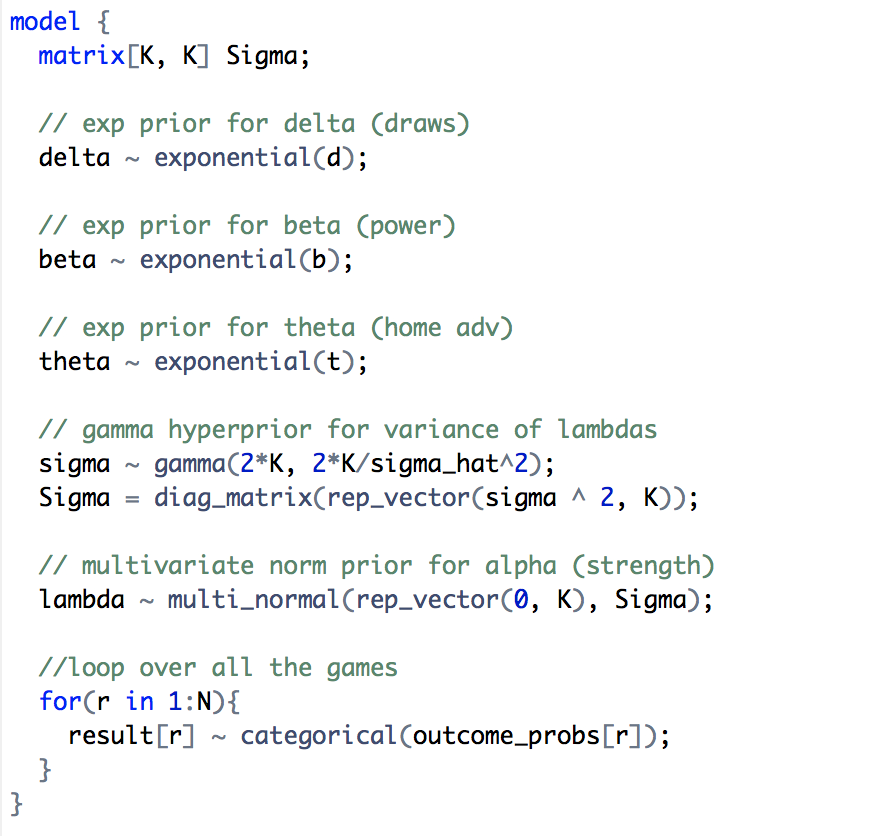 model {
  matrix[K, K] Sigma;

  // exp prior for delta (draws)
  delta ~ exponential(d);

  // exp prior for beta (power)
  beta ~ exponential(b);

  // exp prior for theta (home adv)
  theta ~ exponential(t);

  // gamma hyperprior for variance of lambdas
  sigma ~ gamma(2*K, 2*K/sigma_hat^2);
  Sigma = diag_matrix(rep_vector(sigma ^ 2, K));

  // multivariate norm prior for alpha (strength)
  lambda ~ multi_normal(rep_vector(0, K), Sigma);

  //loop over all the games
  for(r in 1:N){
    result[r] ~ categorical(outcome_probs[r]);
  }
}